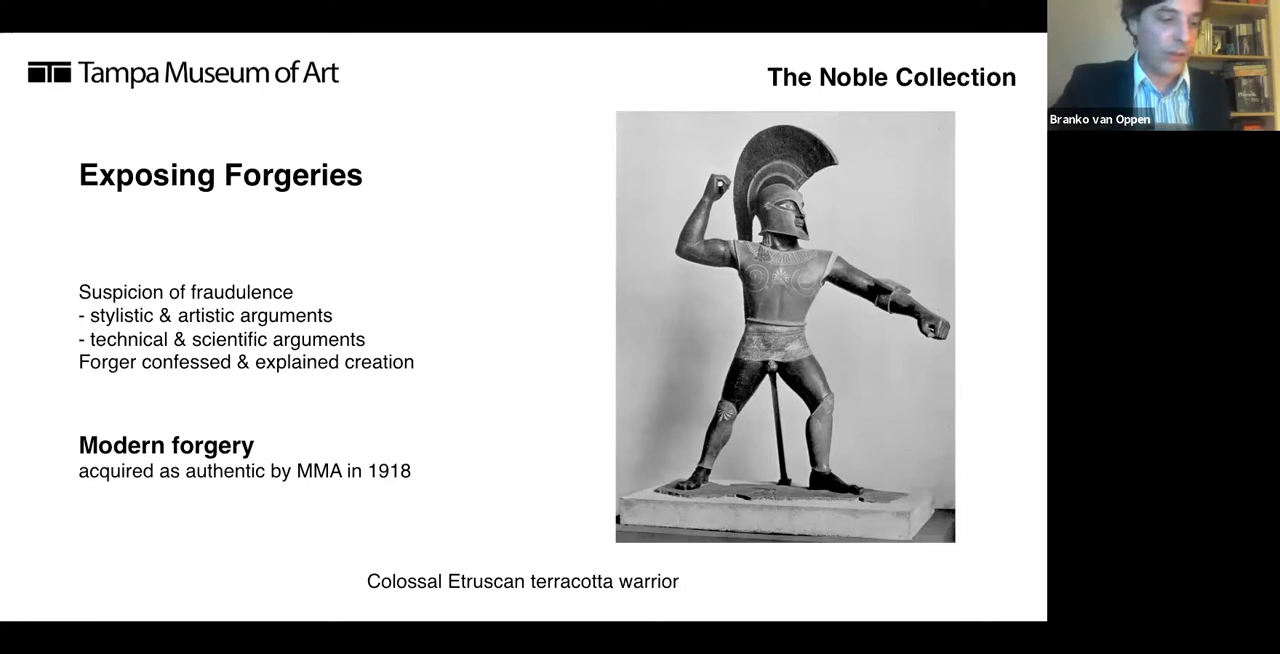 Tampa Museum of Art
The Noble Collection
Branko van Oppen
Exposing Forgeries
Suspicion of fraudulence
- stylistic & artistic arguments
- technical & scientific arguments
Forger confessed & explained creation
Modern forgery
acquired as authentic by MMA in 1918
Colossal Etruscan terracotta warrior